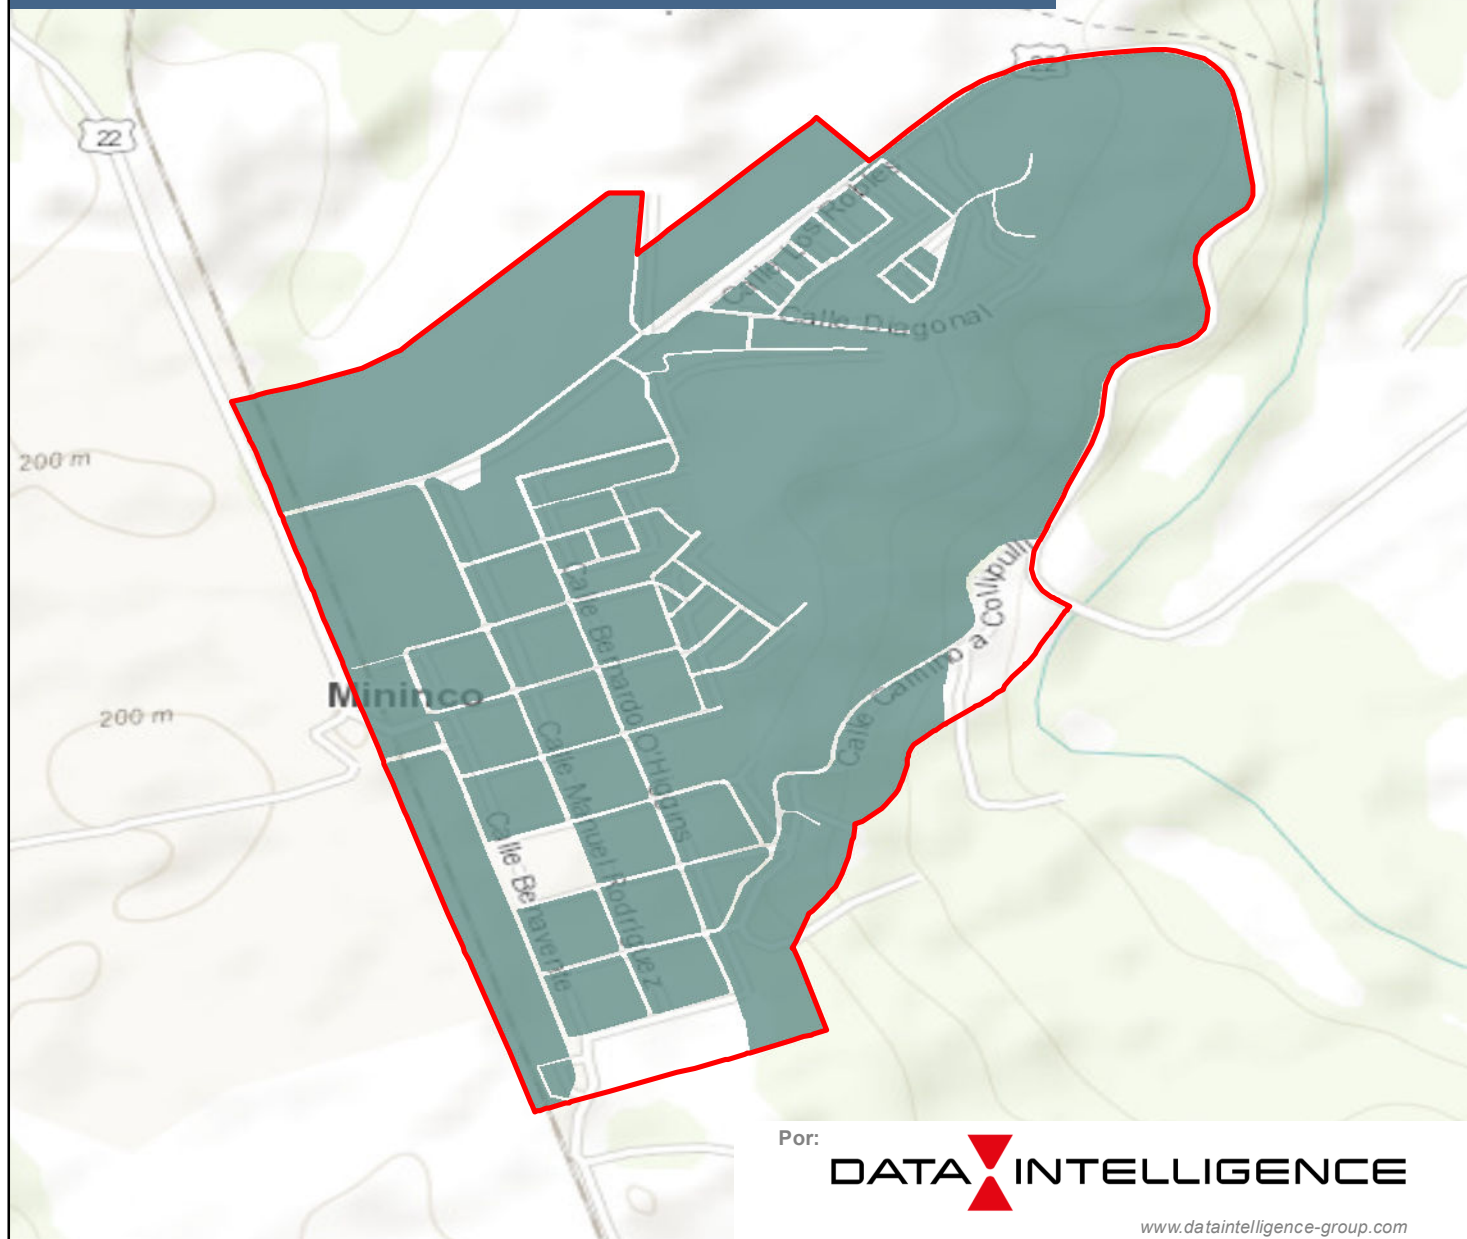 22
22
Calle Los Robles
Calle Diagonal
200 m
Calle Camino a Collipulli
Calle Bernardo O'Higgins
Mininco
200 m
Calle Manuel Rodriguez
Calle Benavente
Por:
DATA INTELLIGENCE
www.dataintelligence-group.com